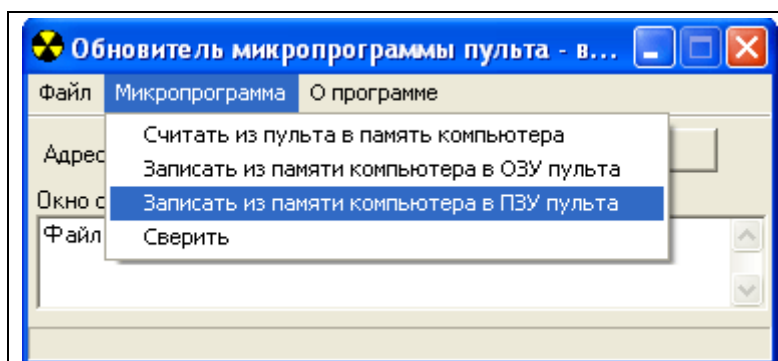 Обновитель микропрограммы пульта - в...
Файл Микропрограмма О программе
Считать из пульта в память компьютера
Адрес
Записать из памяти компьютера в ОЗУ пульта
Окно с
Записать из памяти компьютера в ПЗУ пульта
Файл
Сверить